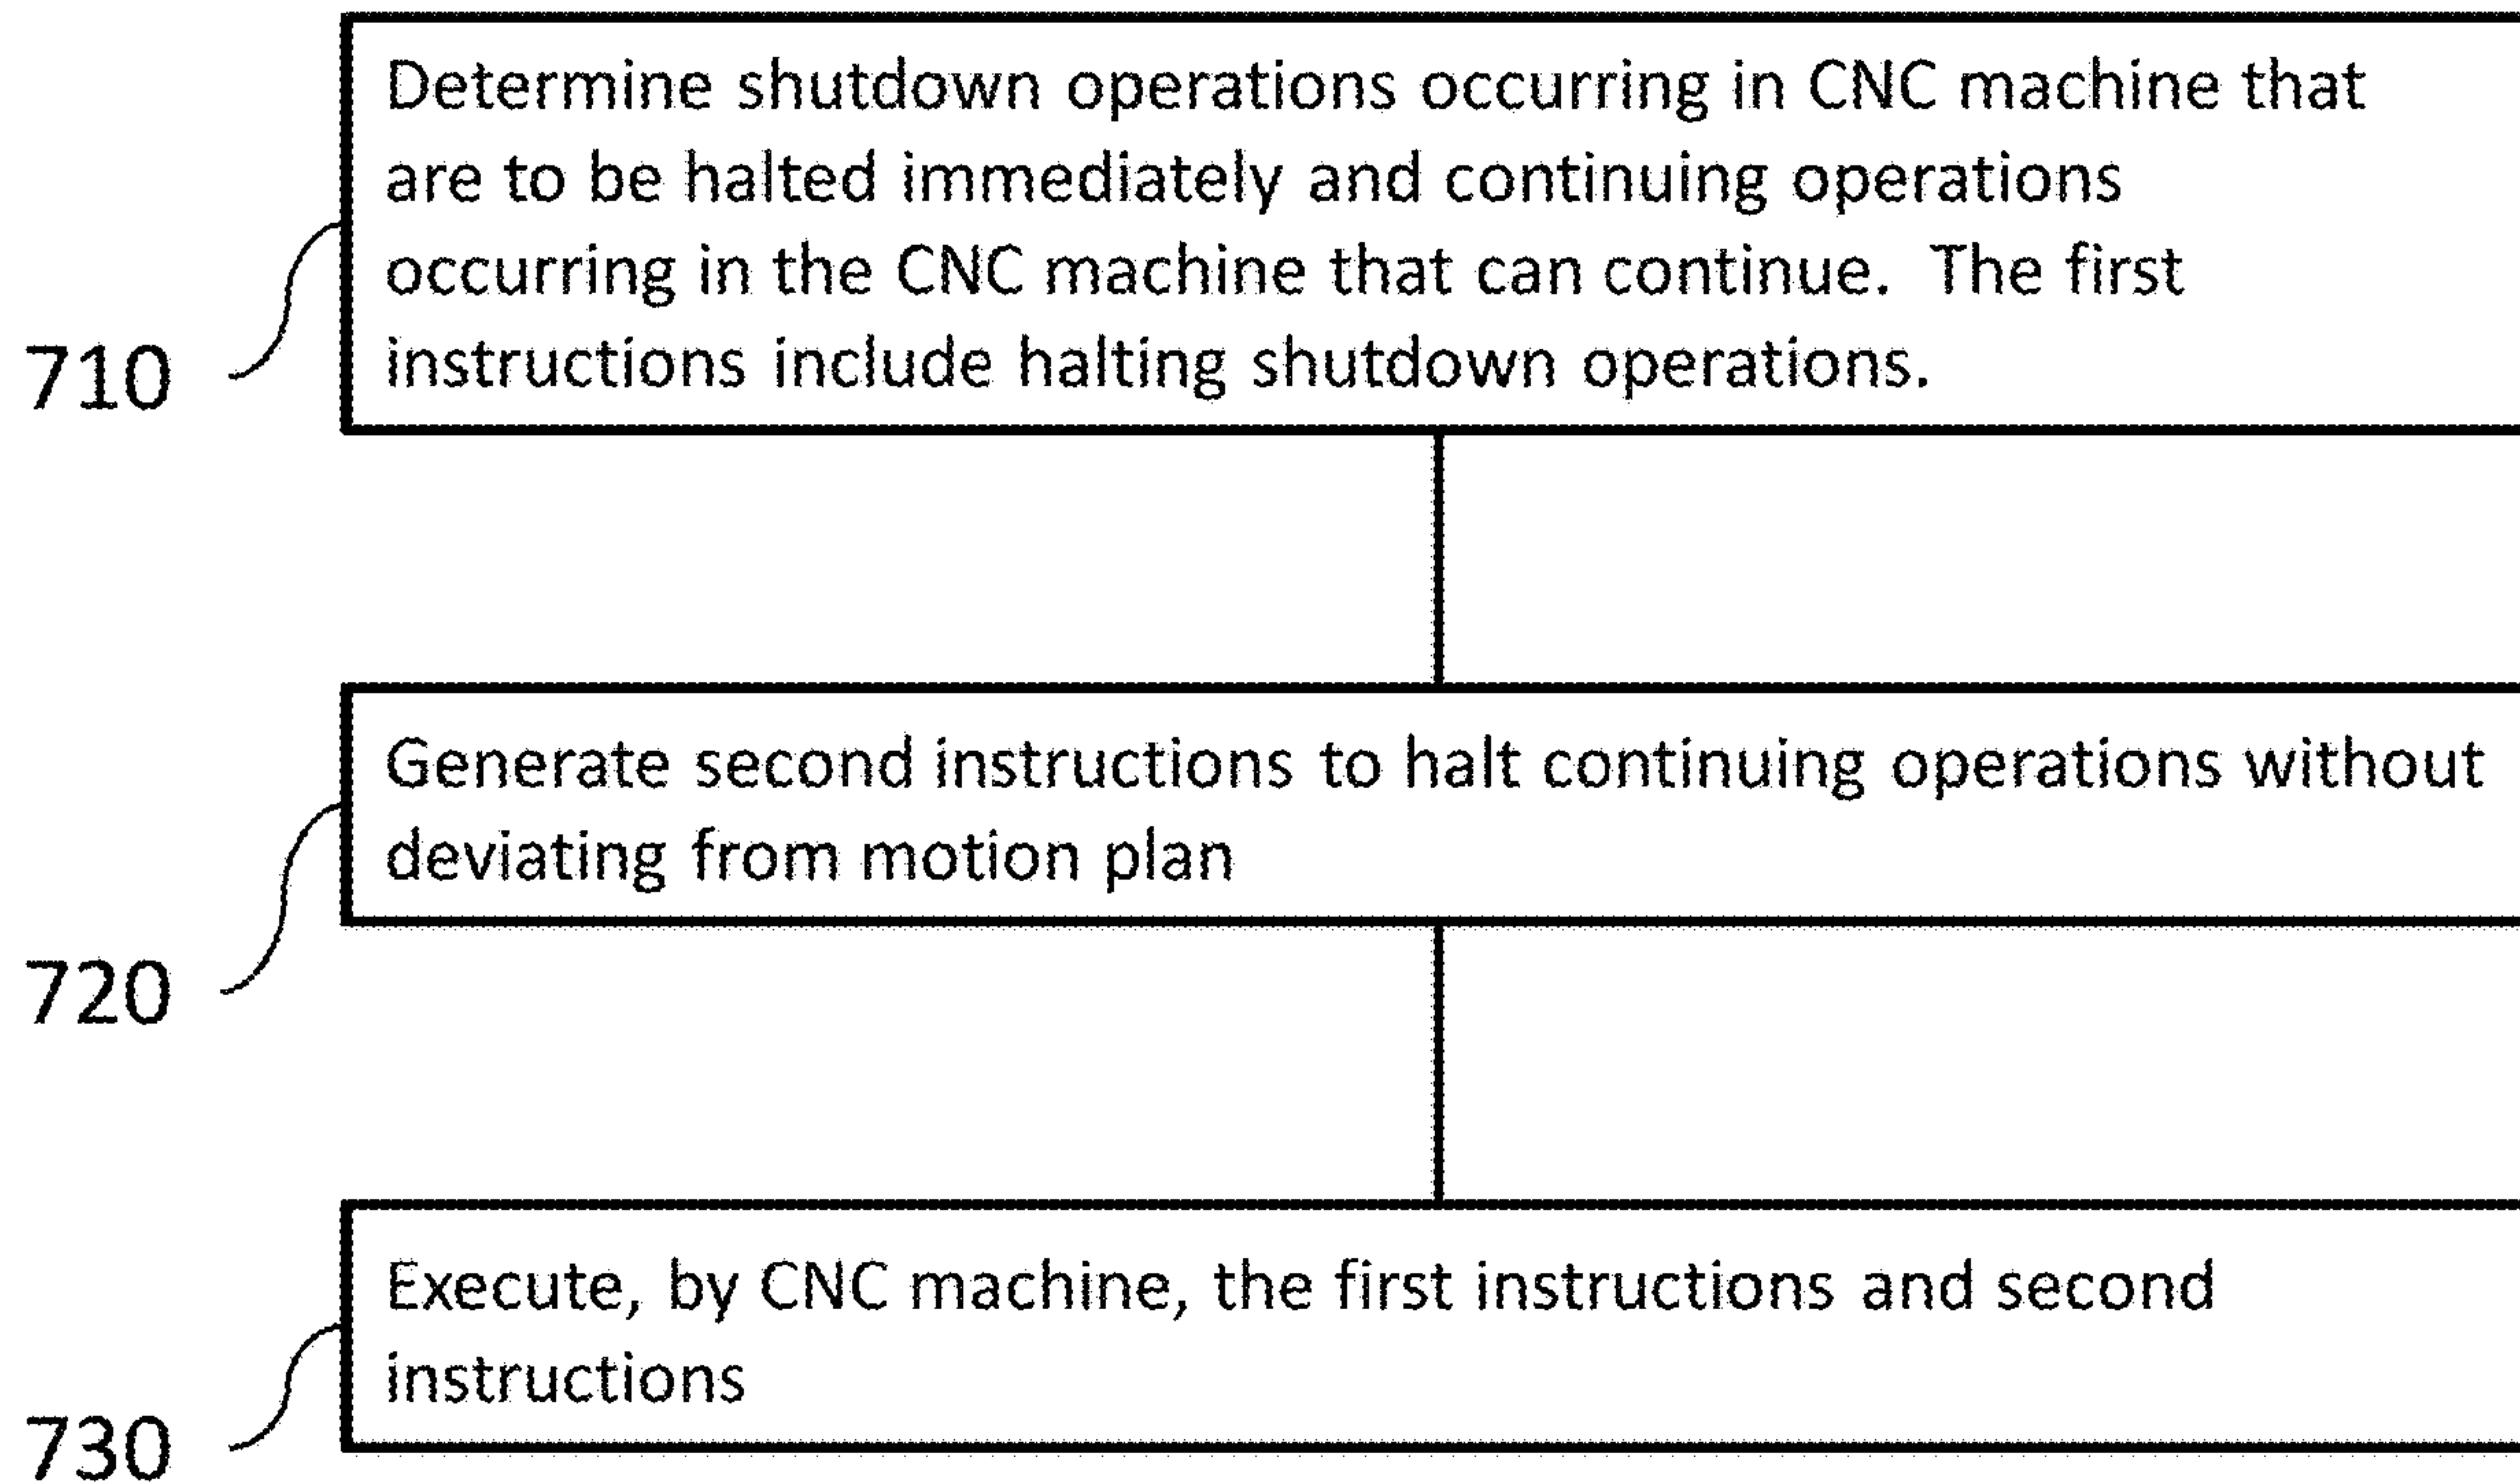 Determine shutdown operations occurring in CNC machine that
are to be halted immediately and continuing operations
occurring in the CNC machine that can continue.  The first
instructions include halting shutdown operations.
710
Generate second instructions to halt continuing operations without
deviating from motion plan
720
Execute, by CNC machine, the first instructions and second
instructions
730